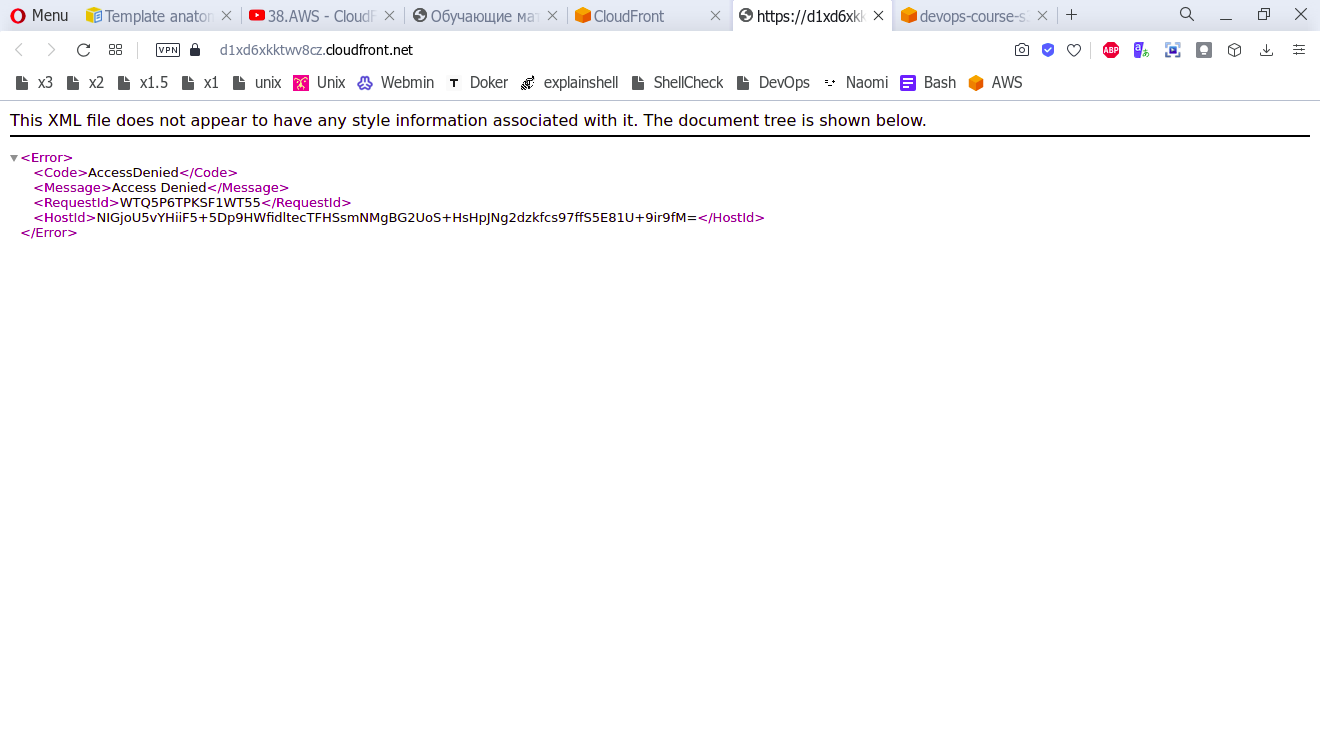 Menu
Template anator
38.AWS - CloudF
Обучающие мат
CloudFront
https://d1xd6xkk
devops-course-s3
VPN
d1xd6xkktwv8cz.cloudfront.net
ABP
x3 x2 x1.5 x1 unix Unix Webmin Doker explainshell ShellCheck DevOps Naomi Bash AWS
This XML file does not appear to have any style information associated with it. The document tree is shown below.
<Error>
<Code>AccessDenied</Code>
<Message>Access Denied</Message>
<RequestId>WTQ5P6TPKSF1WT55</RequestId>
<HostId>NIGjoU5vYHiiF5+5Dp9HWfidltecTFHSsmNMgBG2UoS+HsHpJNg2dzkfcs97ffS5E81U+9ir9fM=</HostId>
</Error>